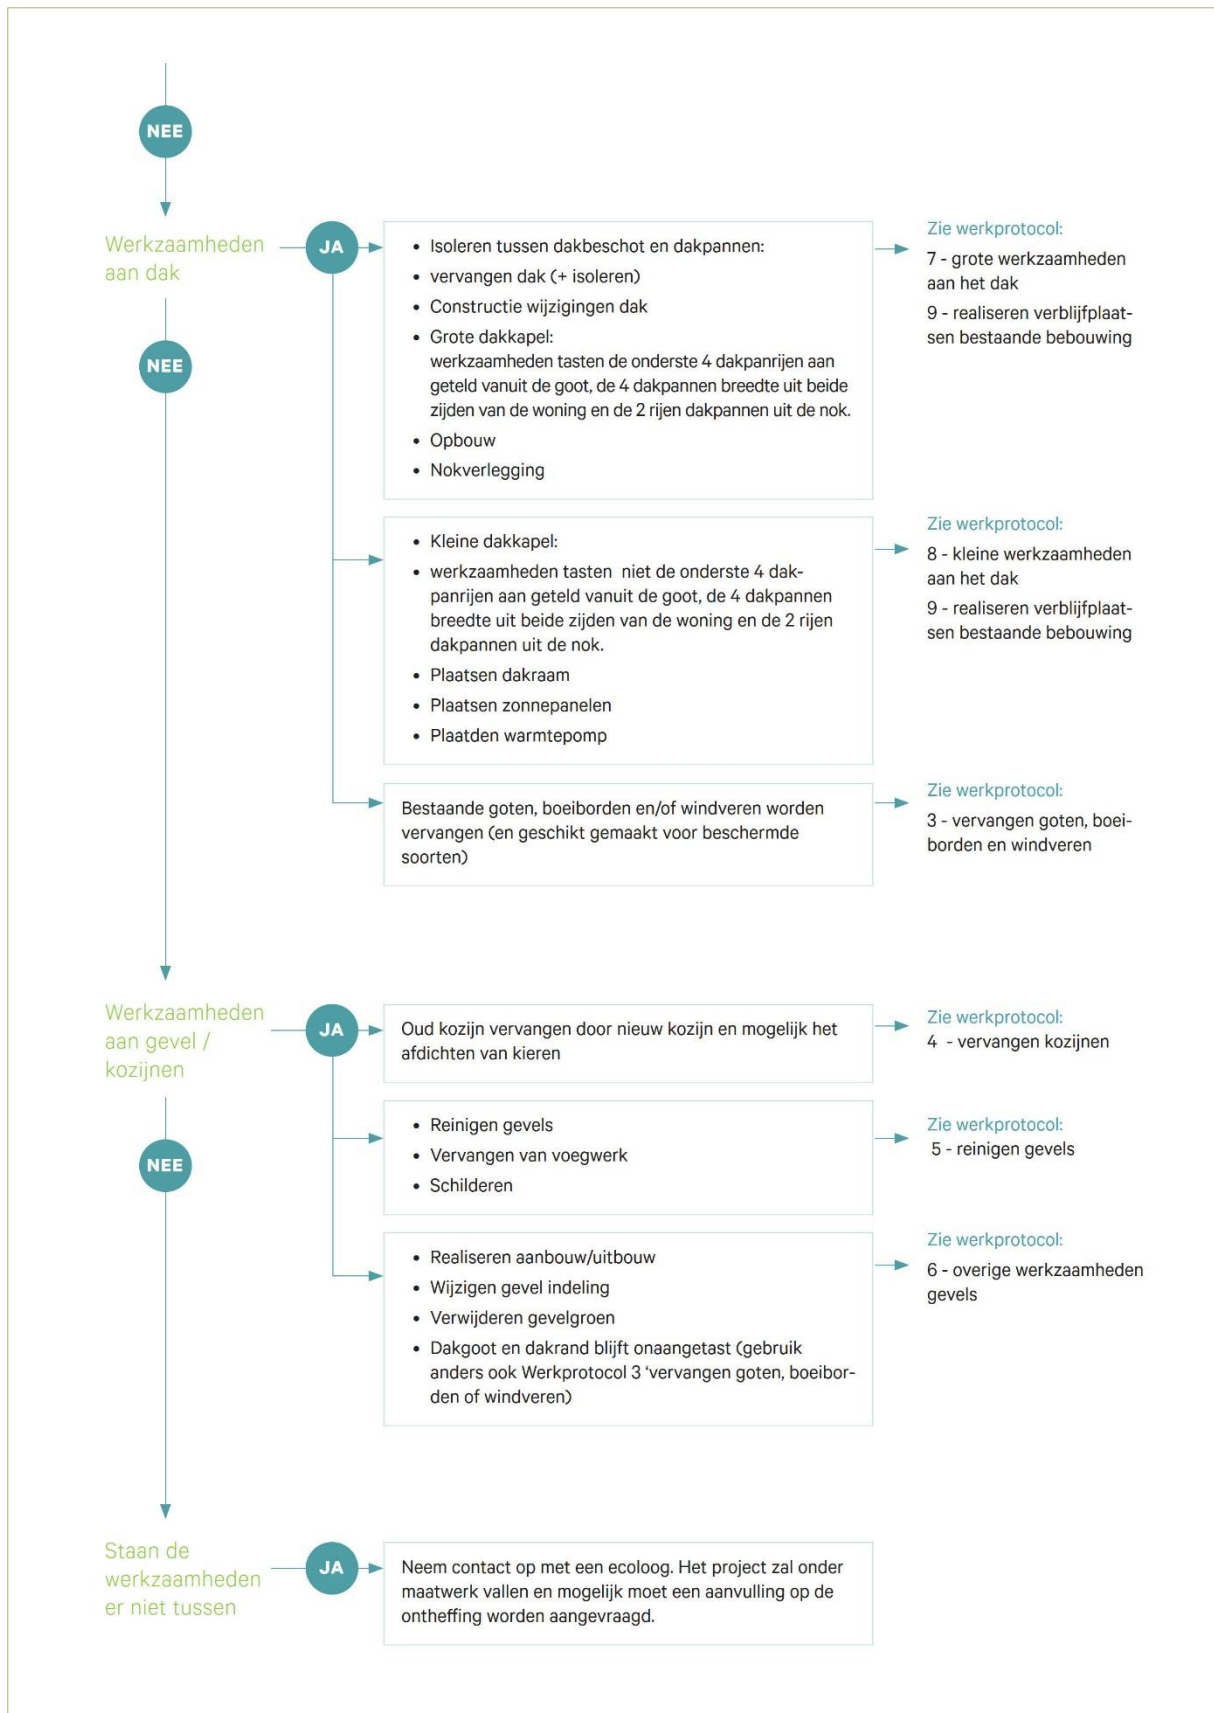 NEE
Werkzaamheden
aan dak
JA
• Isoleren tussen dakbeschot en dakpannen:
• vervangen dak (+ isoleren)
• Constructie wijzigingen dak
• Grote dakkapel:
werkzaamheden tasten de onderste 4 dakpanrijen aan
geteld vanuit de goot, de 4 dakpannen breedte uit beide
zijden van de woning en de 2 rijen dakpannen uit de nok.
• Opbouw
• Nokverlegging
Zie werkprotocol:
7 - grote werkzaamheden
aan het dak
9 - realiseren verblijfplaat-
sen bestaande bebouwing
NEE
• Kleine dakkapel:
• werkzaamheden tasten niet de onderste 4 dak-
panrijen aan geteld vanuit de goot, de 4 dakpannen
breedte uit beide zijden van de woning en de 2 rijen
dakpannen uit de nok.
• Plaatsen dakraam
• Plaatsen zonnepanelen
• Plaatden warmtepomp
Zie werkprotocol:
8 - kleine werkzaamheden
aan het dak
9 - realiseren verblijfplaat-
sen bestaande bebouwing
Bestaande goten, boeiborden en/of windveren worden
vervangen (en geschikt gemaakt voor beschermde
soorten)
Zie werkprotocol:
3 - vervangen goten, boei-
borden en windveren
Werkzaamheden
aan gevel /
kozijnen
JA
Oud kozijn vervangen door nieuw kozijn en mogelijk het
afdichten van kieren
Zie werkprotocol:
4 - vervangen kozijnen
NEE
• Reinigen gevels
• Vervangen van voegwerk
• Schilderen
Zie werkprotocol:
5 - reinigen gevels
• Realiseren aanbouw/uitbouw
• Wijzigen gevel indeling
• Verwijderen gevelgroen
• Dakgoot en dakrand blijft onaangetast (gebruik
anders ook Werkprotocol 3 ‘vervangen goten, boeibor-
den of windveren)
Zie werkprotocol:
6 - overige werkzaamheden
gevels
Staan de
werkzaamheden
er niet tussen
JA
Neem contact op met een ecoloog. Het project zal onder
maatwerk vallen en mogelijk moet een aanvulling op de
ontheffing worden aangevraagd.